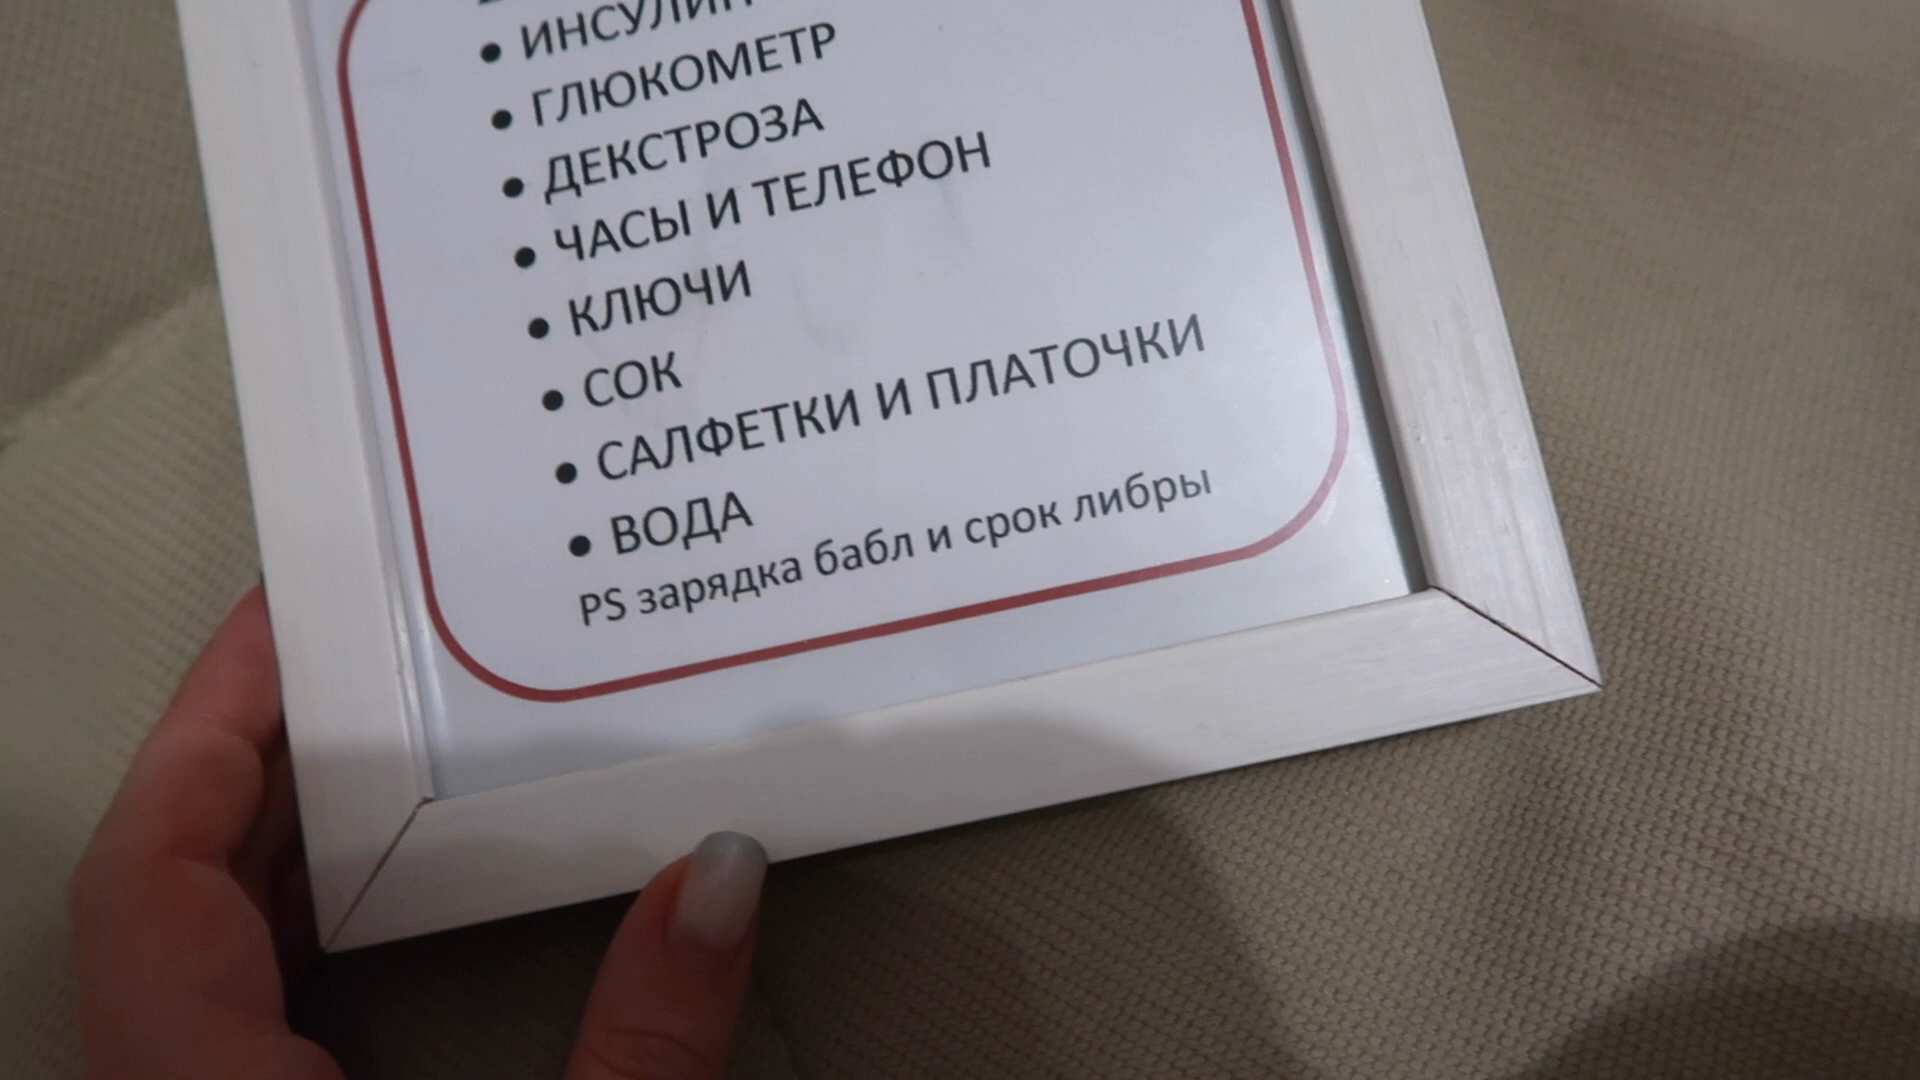 • ИНСУЛИН
• ГЛЮКОМЕТР
• ДЕКСТРОЗА
• ЧАСЫ И ТЕЛЕФОН
• КЛЮЧИ
• СОК
• САЛФЕТКИ И ПЛАТОЧКИ
• ВОДА
PS зарядка бабл и срок либры